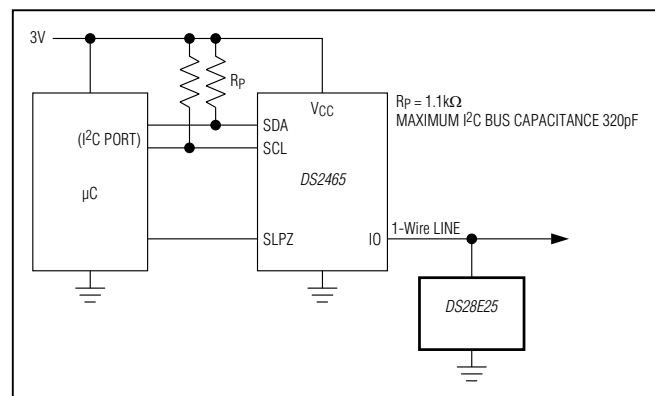 3V
RP
VCC
RP = 1.1kΩ
MAXIMUM I2C BUS CAPACITANCE 320pF
(I2C PORT)
SDA
SCL
DS2465
µC
1-Wire LINE
SLPZ
IO
DS28E25